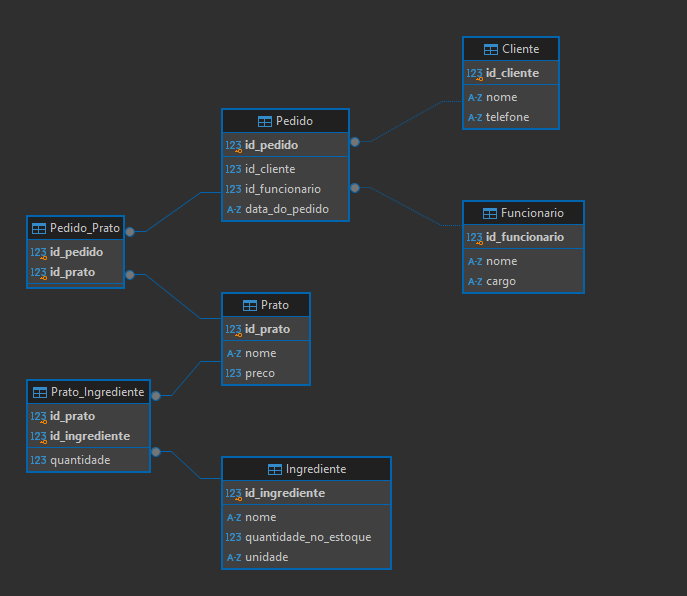 Cliente
123 id_cliente
A-Z nome
A-Z telefone
Pedido
123 id_pedido
123 id_cliente
123 id_funcionario
A-Z data_do_pedido
Funcionario
123 id_funcionario
A-Z nome
A-Z cargo
Pedido_Prato
123 id_pedido
123 id_prato
Prato
123 id_prato
A-Z nome
123 preco
Prato_Ingrediente
123 id_prato
123 id_ingrediente
123 quantidade
Ingrediente
123 id_ingrediente
A-Z nome
123 quantidade_no_estoque
A-Z unidade